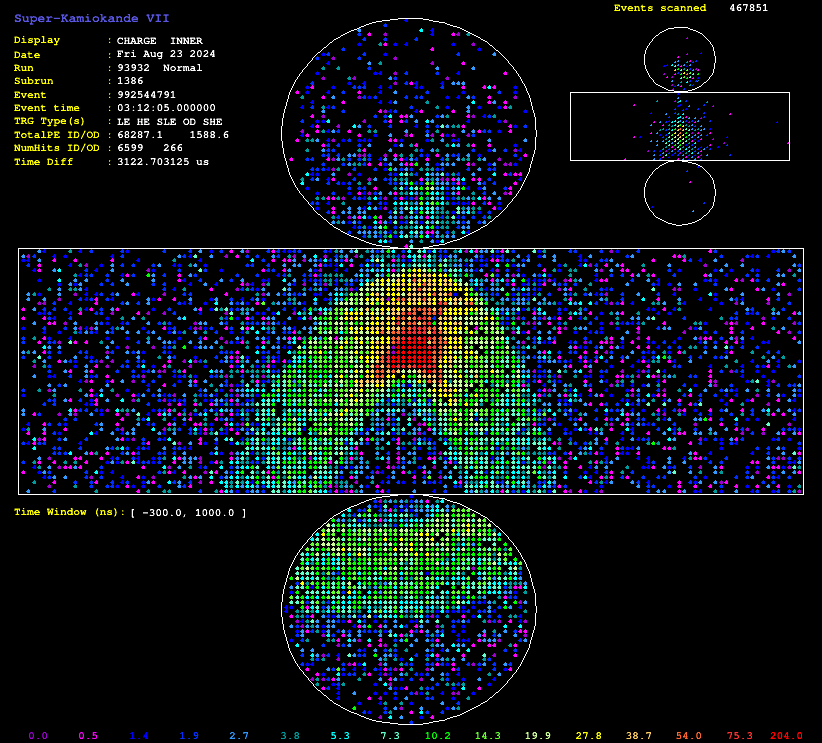 Super-Kamiokande VII
Events scanned 467851
Display : CHARGE INNER
Date : Fri Aug 23 2024
Run : 93932 Normal
Subrun : 1386
Event : 992544791
Event time : 03:12:05.000000
TRG Type(s) : LE HE SLE OD SHE
TotalPE ID/OD : 68287.1 1588.6
NumHits ID/OD : 6599 266
Time Diff : 3122.703125 us
Time Window (ns): [ -300.0, 1000.0 ]
0.0 0.5 1.4 1.9 2.7 3.8 5.3 7.3 10.2 14.3 19.9 27.8 38.7 54.0 75.3 204.0